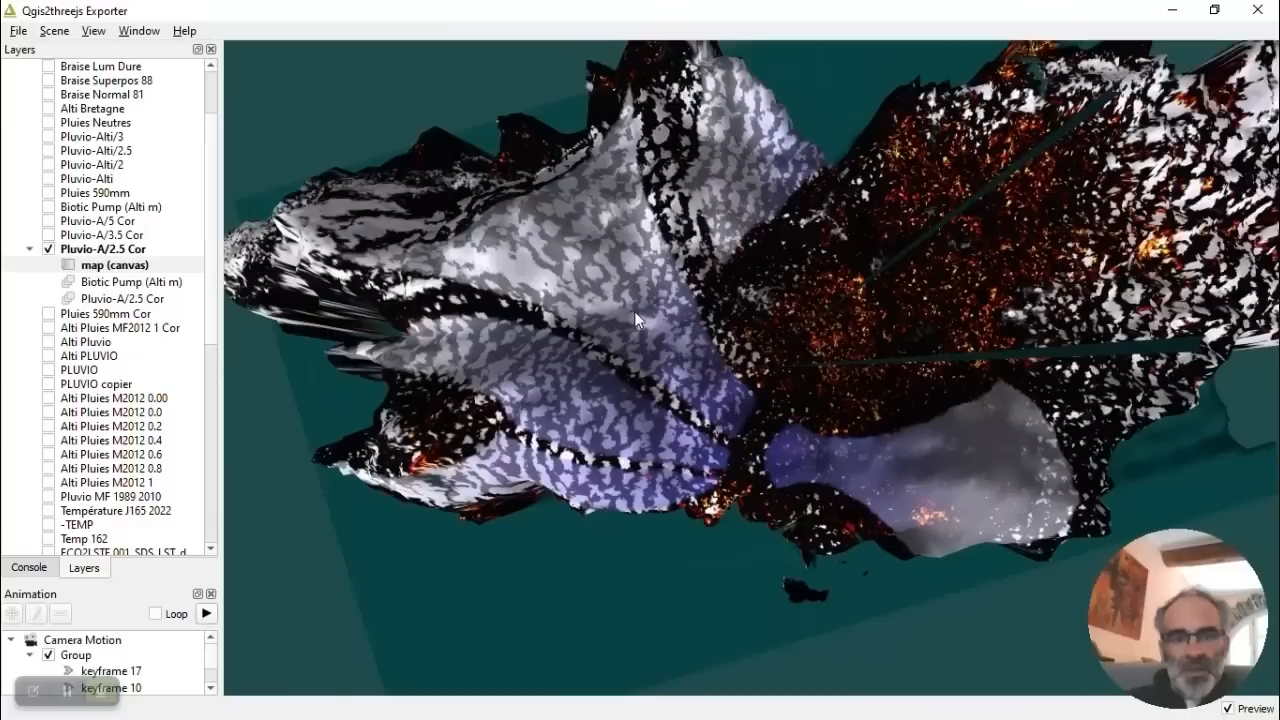 Qgis2threejs Exporter
File Scene View Window Help
Layers
Braise Lum Dure
Braise Superpos 88
Braise Normal 81
Alti Bretagne
Pluies Neutres
Pluvio-Alti/3
Pluvio-Alti/2.5
Pluvio-Alti/2
Pluvio-Alti
Pluies 590mm
Biotic Pump (Alti m)
Pluvio-A/5 Cor
Pluvio-A/3.5 Cor
Pluvio-A/2.5 Cor
map (canvas)
Biotic Pump (Alti m)
Pluvio-A/2.5 Cor
Pluies 590mm Cor
Alti Pluies MF2012 1 Cor
Alti Pluvio
Alti PLUVIO
PLUVIO
PLUVIO copier
Alti Pluies M2012 0.00
Alti Pluies M2012 0.0
Alti Pluies M2012 0.2
Alti Pluies M2012 0.4
Alti Pluies M2012 0.6
Alti Pluies M2012 0.8
Alti Pluies M2012 1
Pluvio MF 1989 2010
Température J165 2022
-TEMP
Temp 162
Console Layers
Animation
Loop
Camera Motion
Group
keyframe 17
keyframe 10
Preview